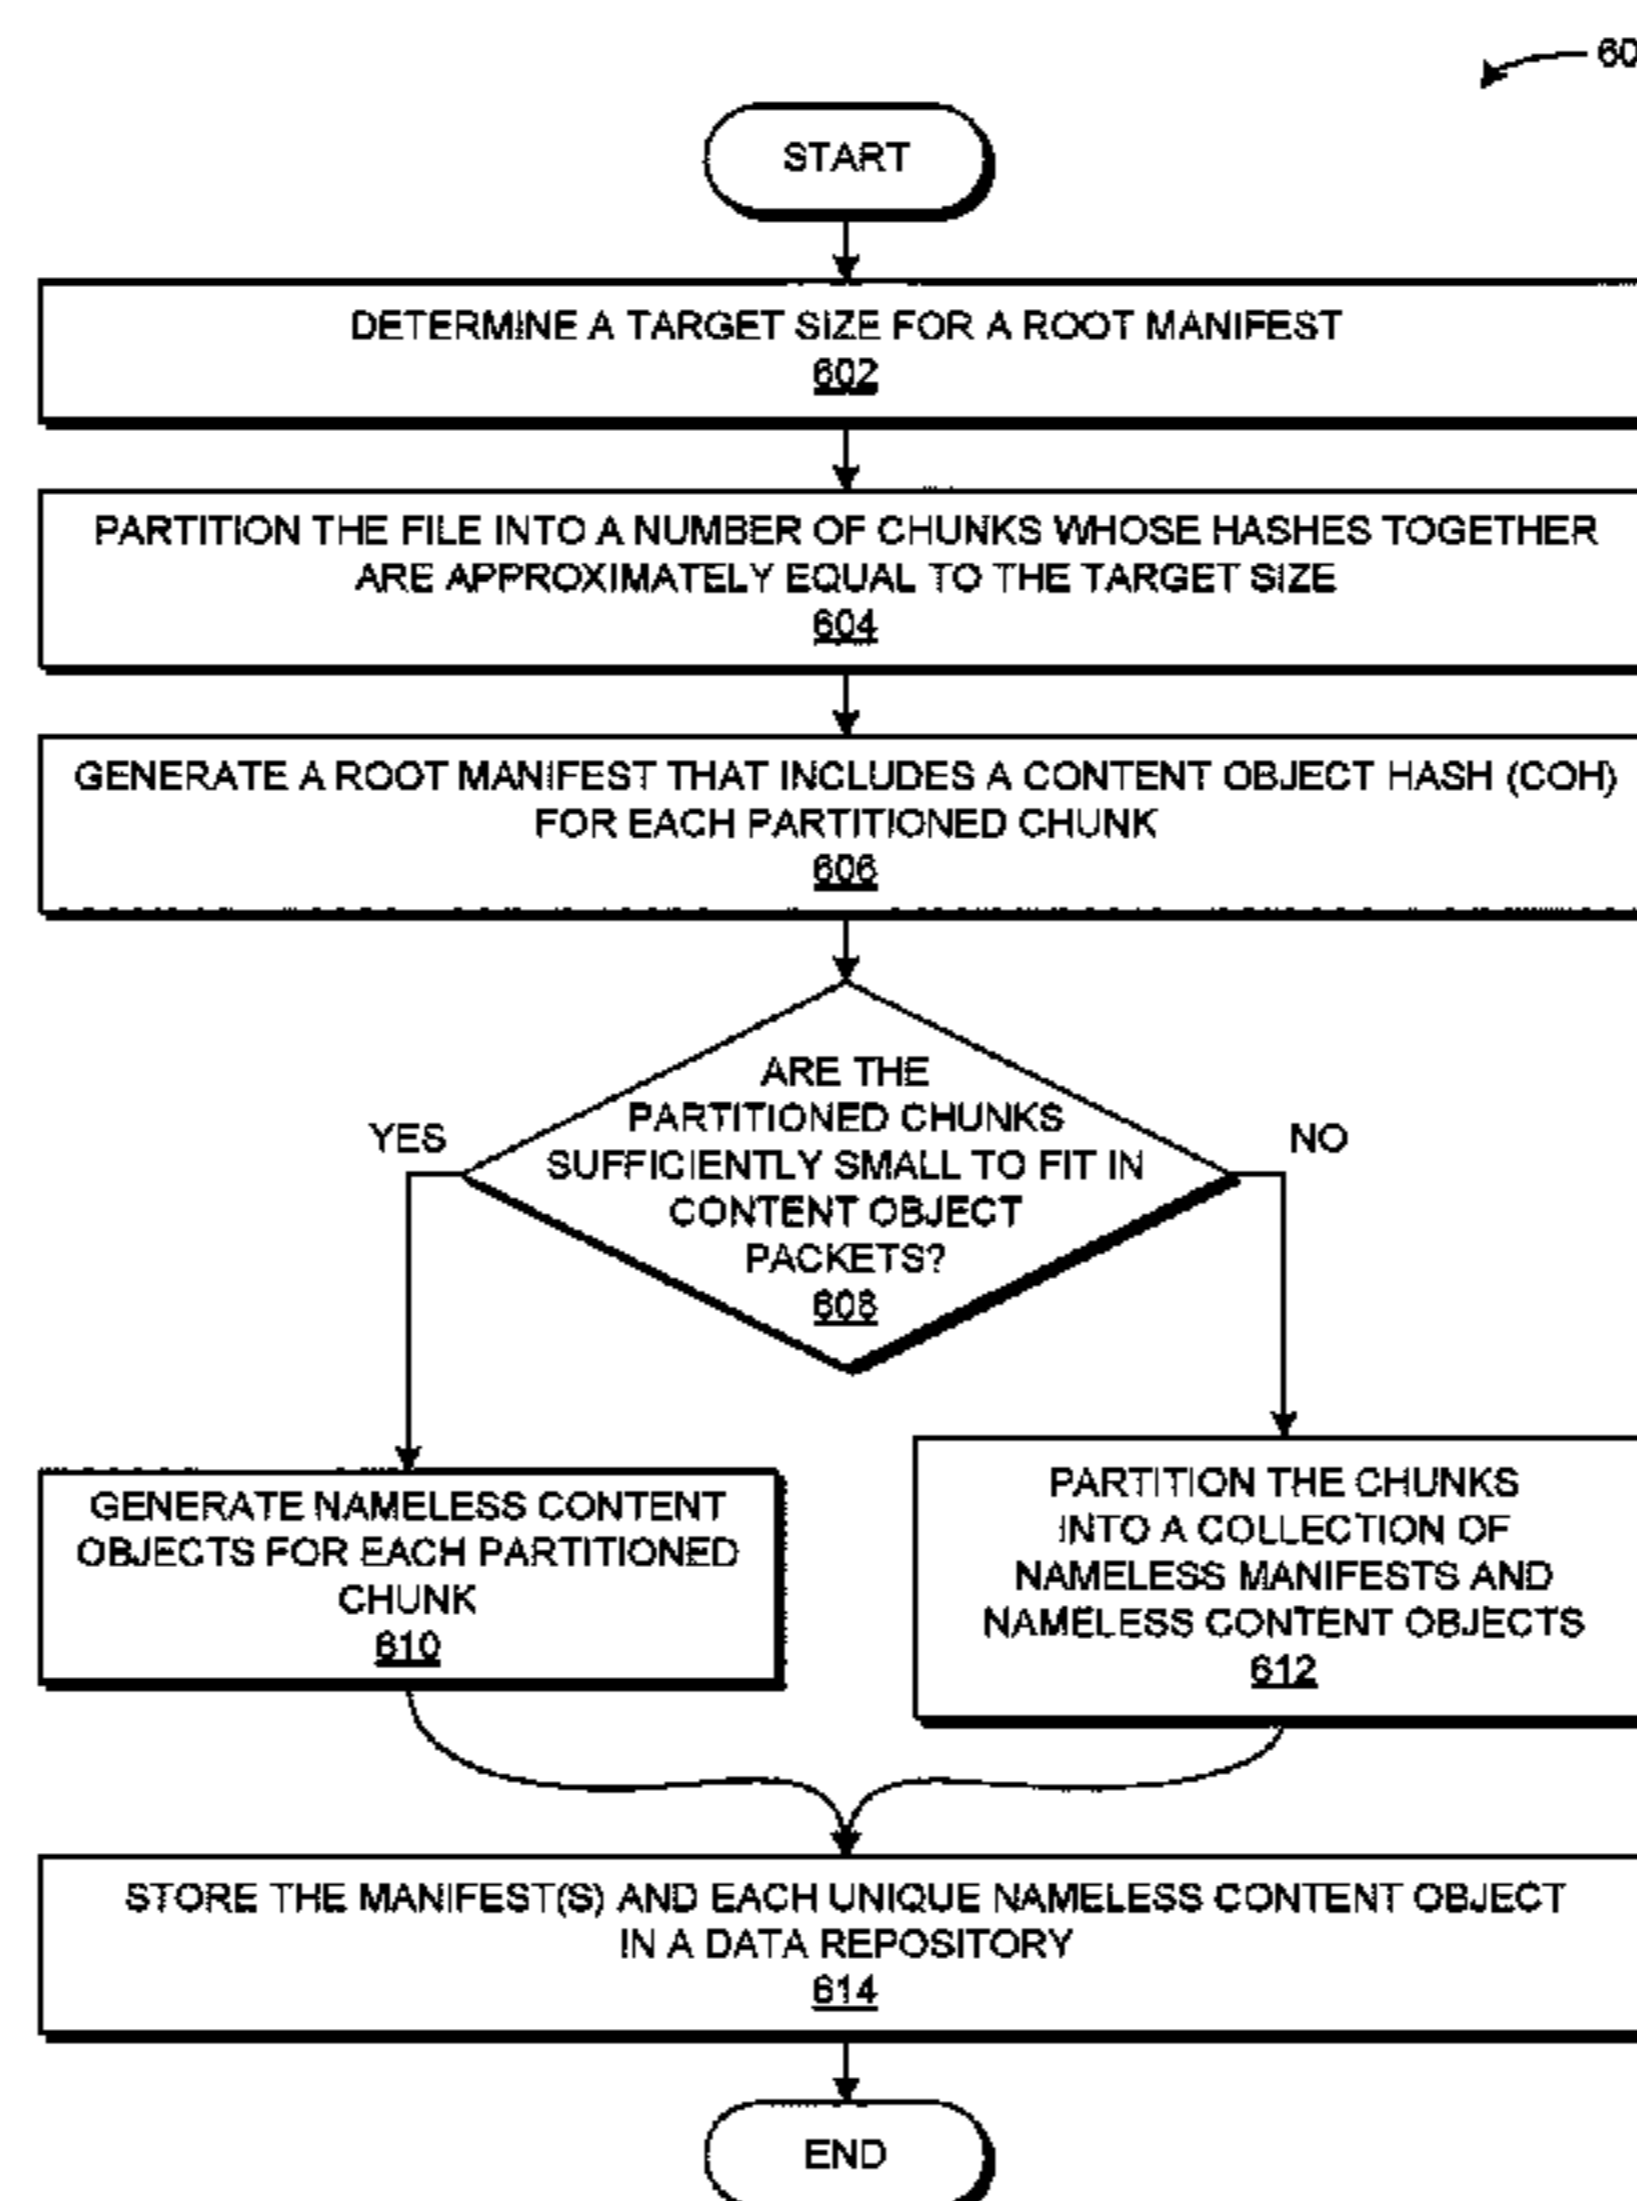 60
START
DETERMINE A TARGET SIZE FOR A ROOT MANIFEST
602
PARTITION THE FILE INTO A NUMBER OF CHUNKS WHOSE HASHES TOGETHER
ARE APPROXIMATELY EQUAL TO THE TARGET SIZE
604
GENERATE A ROOT MANIFEST THAT INCLUDES A CONTENT OBJECT HASH (COH)
FOR EACH PARTITIONED CHUNK
606
ARE THE
PARTITIONED CHUNKS
SUFFICIENTLY SMALL TO FIT IN
CONTENT OBJECT
PACKETS?
608
YES
NO
GENERATE NAMELESS CONTENT
OBJECTS FOR EACH PARTITIONED
CHUNK
610
PARTITION THE CHUNKS
INTO A COLLECTION OF
NAMELESS MANIFESTS AND
NAMELESS CONTENT OBJECTS
612
STORE THE MANIFEST(S) AND EACH UNIQUE NAMELESS CONTENT OBJECT
IN A DATA REPOSITORY
614
END